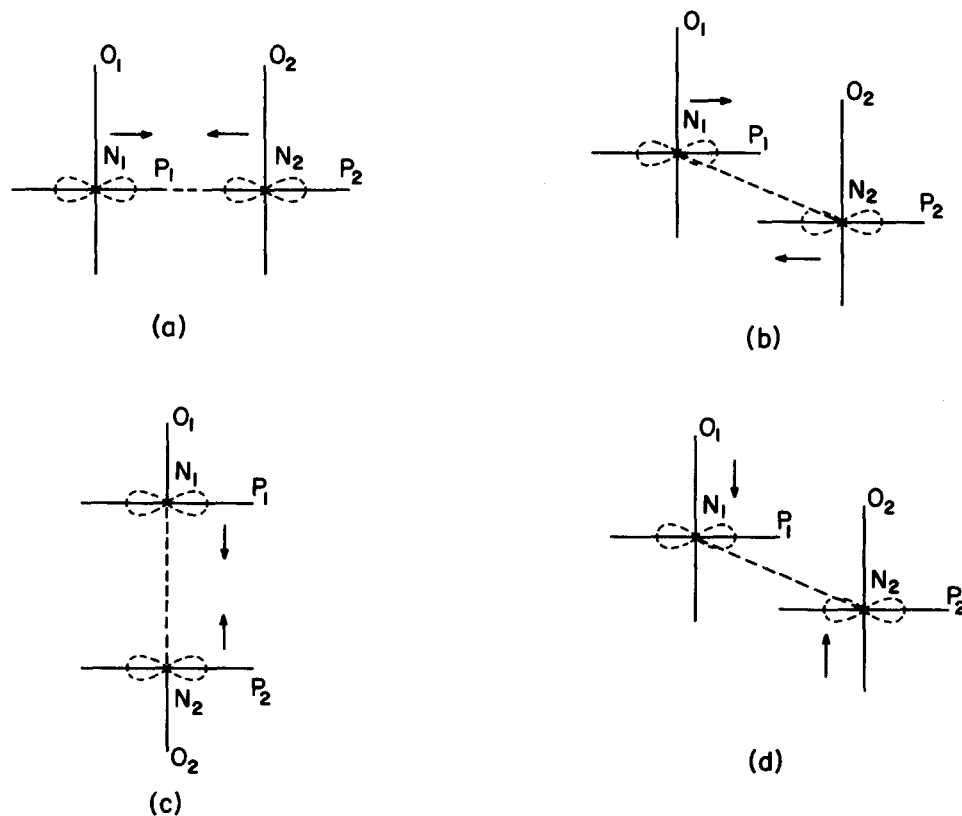 O₁ O₂
N₁ P₁ N₂ P₂
(a)
O₁
N₁ P₁
O₂
N₂ P₂
(b)
O₁
N₁ P₁
N₂ P₂
O₂
(c)
O₁
N₁ P₁
O₂
N₂ P₂
(d)